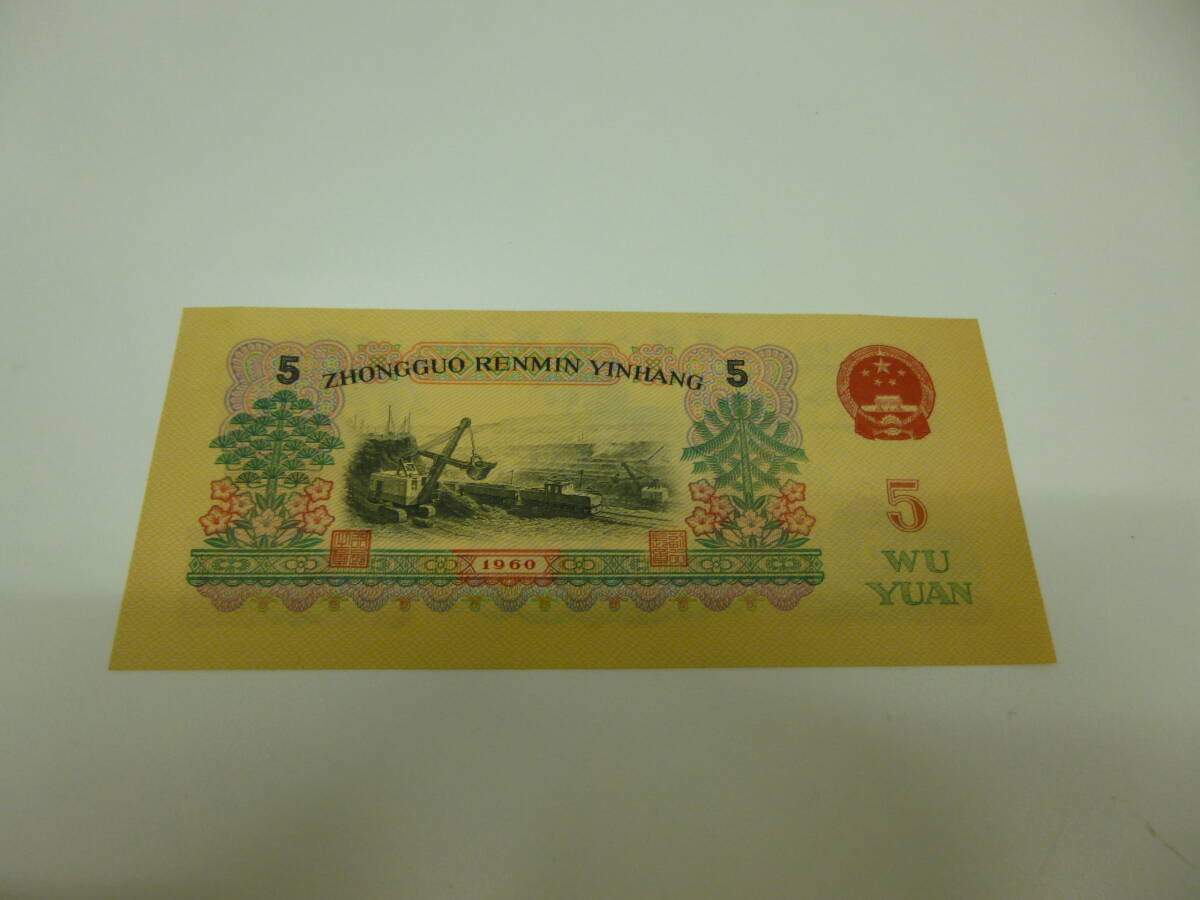 5 ZHONGGUO RENMIN YINHANG 5
1960
5
WU
YUAN